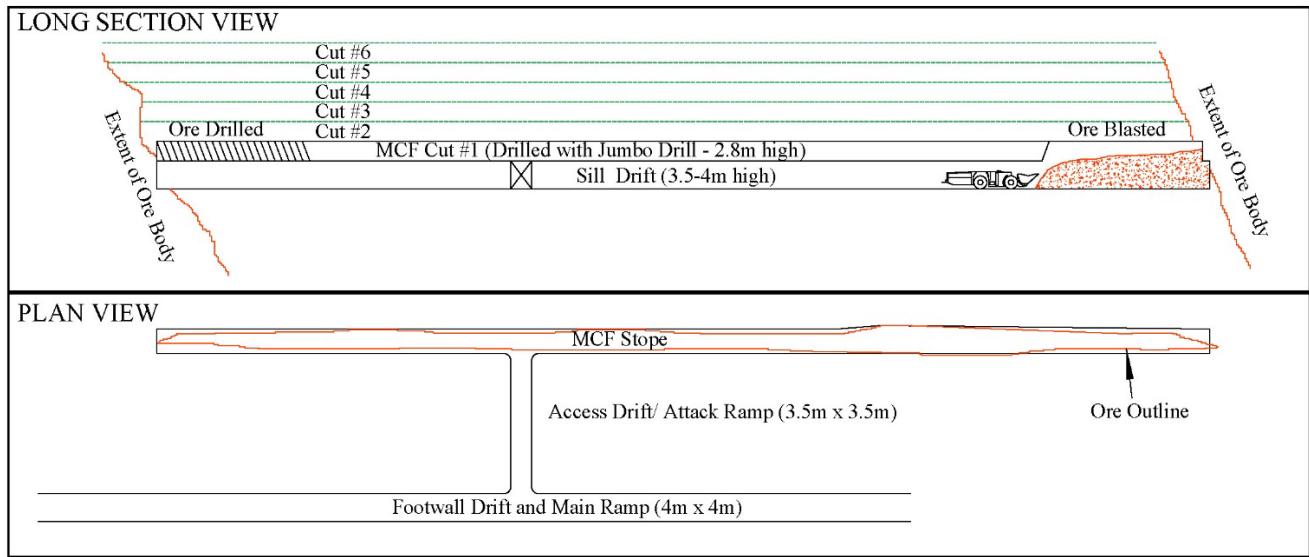 LONG SECTION VIEW
Cut #6
Cut #5
Cut #4
Cut #3
Cut #2
Extent of Ore Body
Ore Drilled
Ore Blasted
Extent of Ore Body
MCF Cut #1 (Drilled with Jumbo Drill - 2.8m high)
Sill Drift (3.5-4m high)
PLAN VIEW
MCF Stope
Access Drift/ Attack Ramp (3.5m x 3.5m)
Ore Outline
Footwall Drift and Main Ramp (4m x 4m)